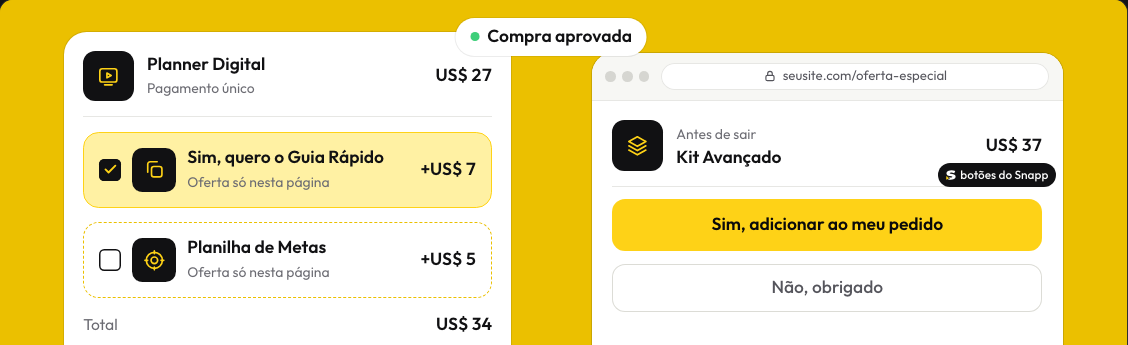 Compra aprovada
Planner Digital
Pagamento único
US$ 27
Sim, quero o Guia Rápido
Oferta só nesta página
+US$ 7
Planilha de Metas
Oferta só nesta página
+US$ 5
Total
US$ 34
seusite.com/oferta-especial
Antes de sair
Kit Avançado
US$ 37
S botões do Snapp
Sim, adicionar ao meu pedido
Não, obrigado